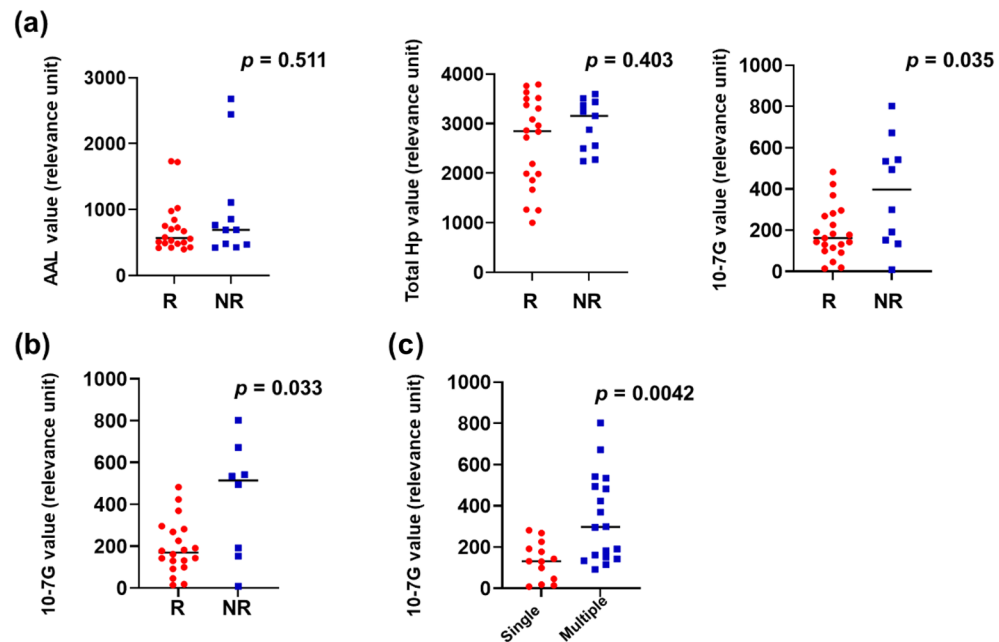 (a)
AAL value (relevance unit)
p = 0.511
3000
2000
1000
0
R NR
Total Hp value (relevance unit)
p = 0.403
4000
3000
2000
1000
0
R NR
10-7G value (relevance unit)
p = 0.035
1000
800
600
400
200
0
R NR
(b)
10-7G value (relevance unit)
p = 0.033
1000
800
600
400
200
0
R NR
(c)
10-7G value (relevance unit)
p = 0.0042
1000
800
600
400
200
0
Single Multiple